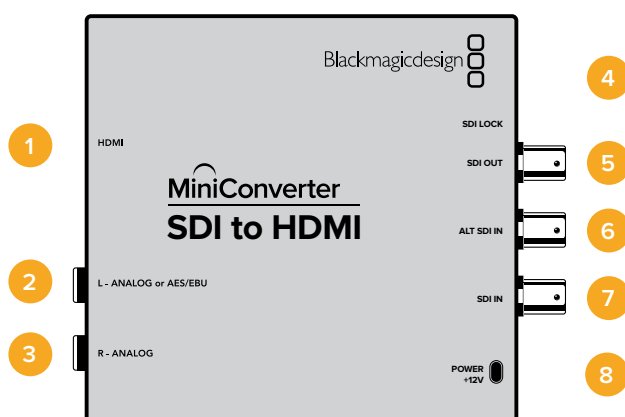 Blackmagicdesign
4
SDI LOCK
1
HDMI
SDI OUT
5
MiniConverter
SDI to HDMI
ALT SDI IN
6
2
L - ANALOG or AES/EBU
SDI IN
7
3
R - ANALOG
POWER
+12V
8